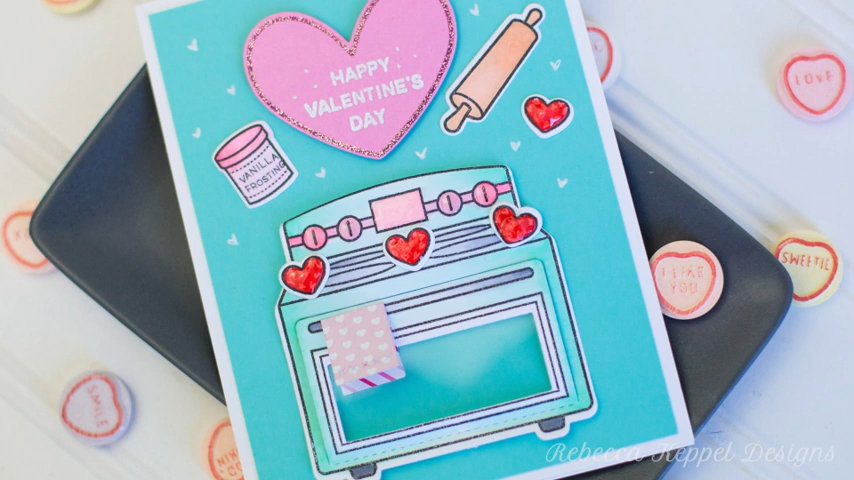 HAPPY
VALENTINE'S
DAY
VANILLA
FROSTING
LOVE
I LIKE
YOU
SWEETIE
SMILE
Rebecca Keppel Designs